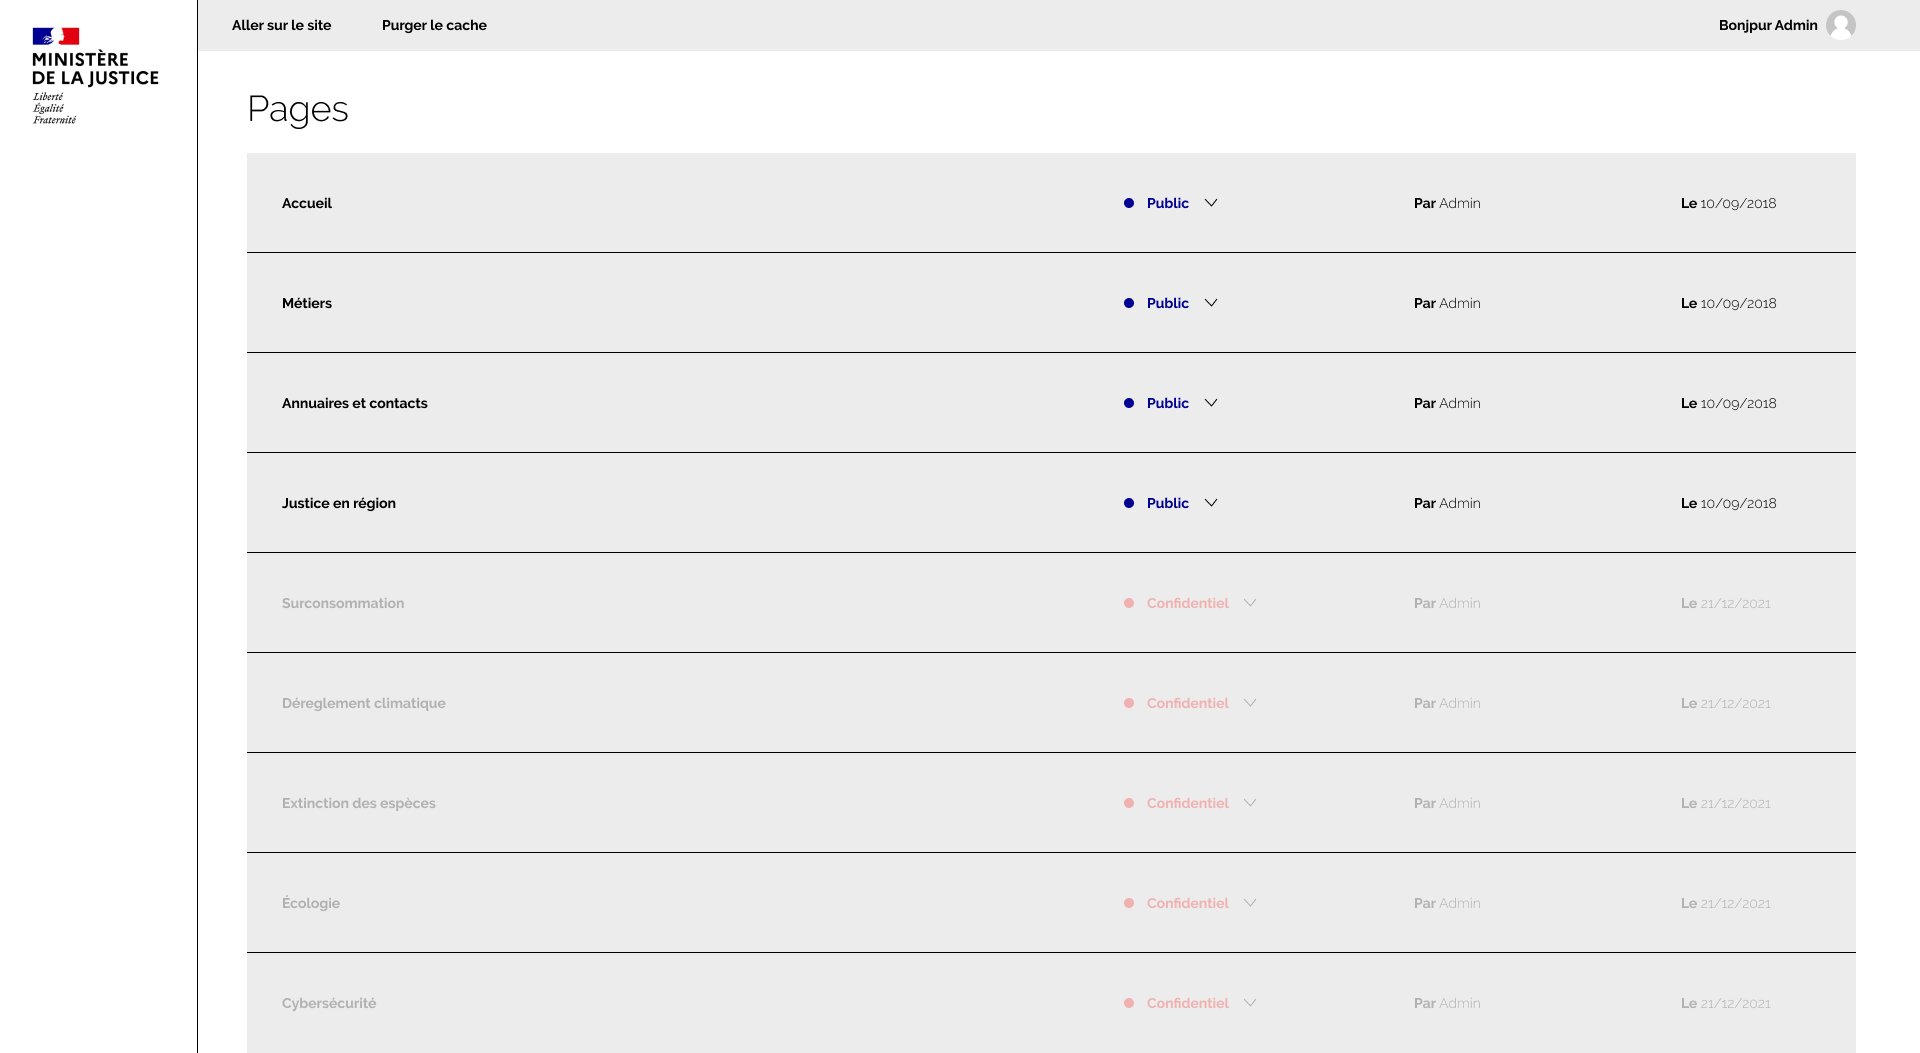 Aller sur le site Purger le cache Bonjpur Admin
MINISTÈRE
DE LA JUSTICE
Liberté
Égalité
Fraternité
Pages
Accueil Public Par Admin Le 10/09/2018
Métiers Public Par Admin Le 10/09/2018
Annuaires et contacts Public Par Admin Le 10/09/2018
Justice en région Public Par Admin Le 10/09/2018
Surconsommation Confidentiel Par Admin Le 21/12/2021
Déreglement climatique Confidentiel Par Admin Le 21/12/2021
Extinction des espèces Confidentiel Par Admin Le 21/12/2021
Écologie Confidentiel Par Admin Le 21/12/2021
Cybersécurité Confidentiel Par Admin Le 21/12/2021